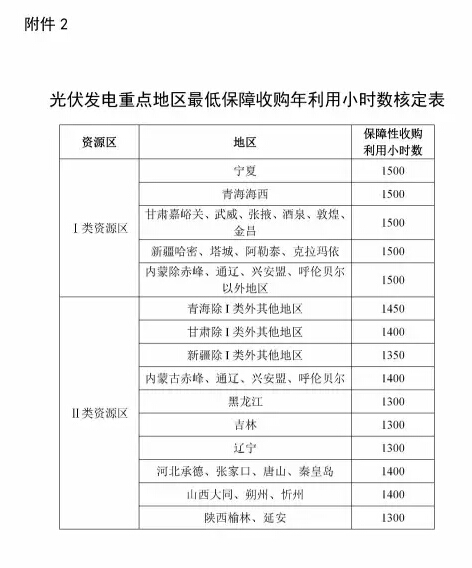 附件 2
光伏发电重点地区最低保障收购年利用小时数核定表
资源区 地区 保障性收购
利用小时数
Ⅰ类资源区
宁夏 1500
青海海西 1500
甘肃嘉峪关、武威、张掖、酒泉、敦煌、
金昌 1500
新疆哈密、塔城、阿勒泰、克拉玛依 1500
内蒙除赤峰、通辽、兴安盟、呼伦贝尔
以外地区 1500
Ⅱ类资源区
青海除Ⅰ类外其他地区 1450
甘肃除Ⅰ类外其他地区 1400
新疆除Ⅰ类外其他地区 1350
内蒙古赤峰、通辽、兴安盟、呼伦贝尔 1400
黑龙江 1300
吉林 1300
辽宁 1300
河北承德、张家口、唐山、秦皇岛 1400
山西大同、朔州、忻州 1400
陕西榆林、延安 1300